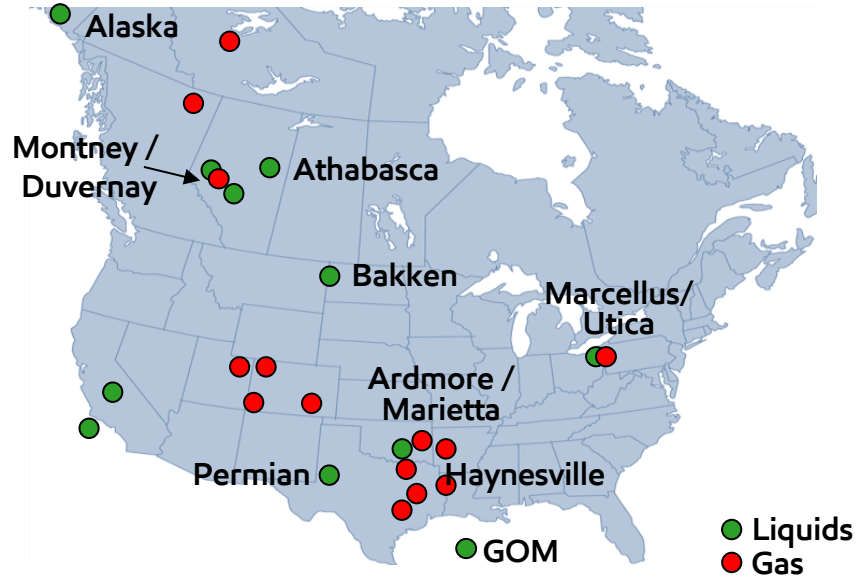 Alaska
Montney /
Duvernay
Athabasca
Bakken
Marcellus/
Utica
Ardmore /
Marietta
Permian
Haynesville
GOM
Liquids
Gas